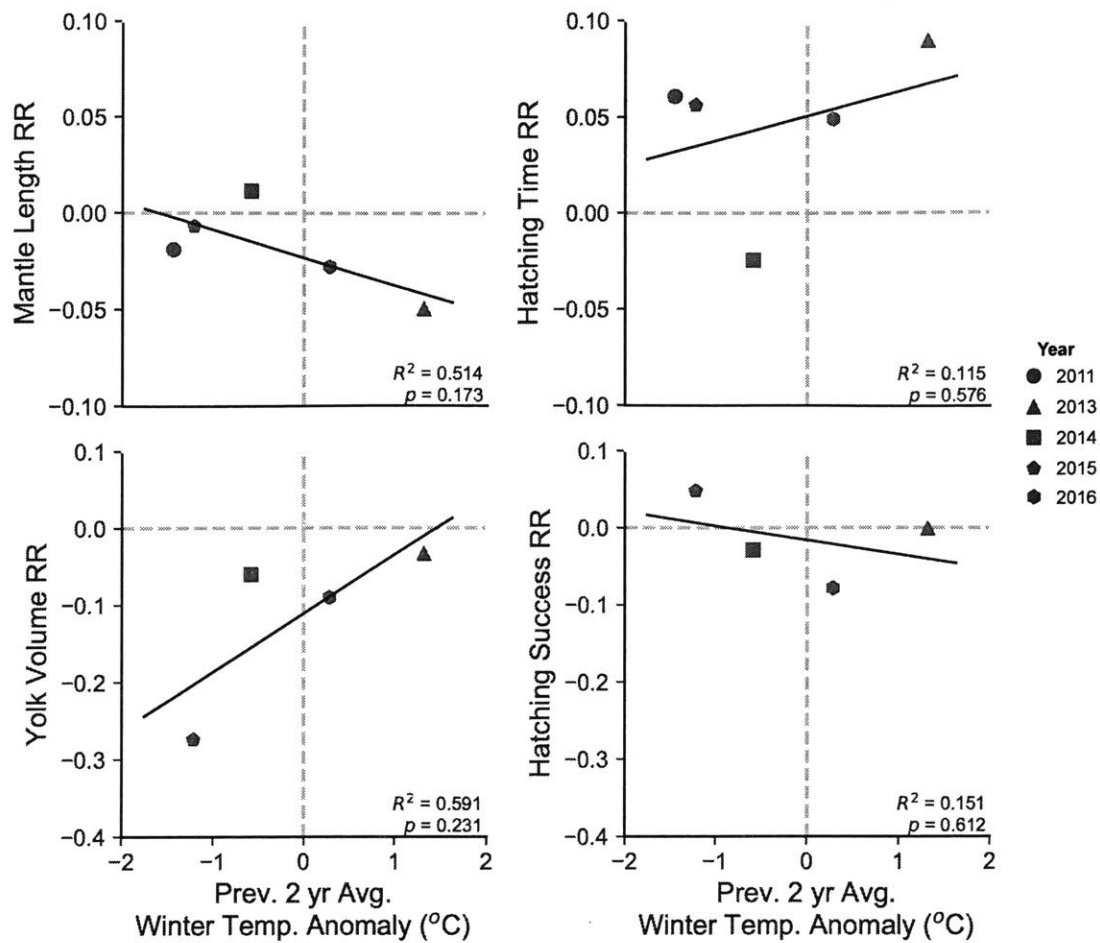 0.10
0.05
0.00
−0.05
−0.10
Mantle Length RR
R² = 0.514
p = 0.173
0.10
0.05
0.00
−0.05
−0.10
Hatching Time RR
R² = 0.115
p = 0.576
Year
2011
2013
2014
2015
2016
0.1
0.0
−0.1
−0.2
−0.3
−0.4
Yolk Volume RR
R² = 0.591
p = 0.231
−2 −1 0 1 2
Prev. 2 yr Avg.
Winter Temp. Anomaly (°C)
0.1
0.0
−0.1
−0.2
−0.3
−0.4
Hatching Success RR
R² = 0.151
p = 0.612
−2 −1 0 1 2
Prev. 2 yr Avg.
Winter Temp. Anomaly (°C)